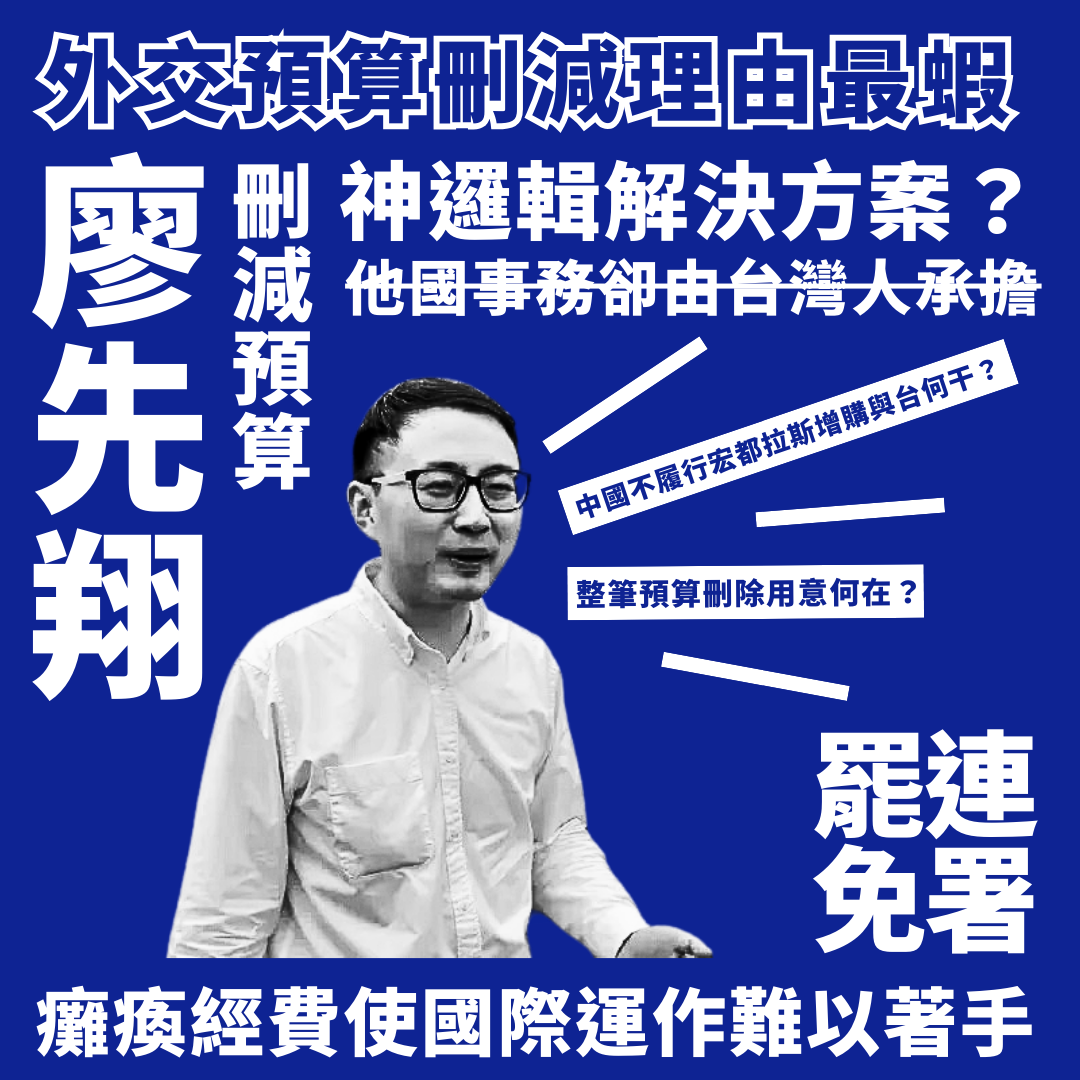 外交預算刪減理由最蝦
廖先翔
刪減預算
神邏輯解決方案？
他國事務卻由台灣人承擔
中國不履行宏都拉斯增購與台何干？
整筆預算刪除用意何在？
連署
罷免
癱瘓經費使國際運作難以著手